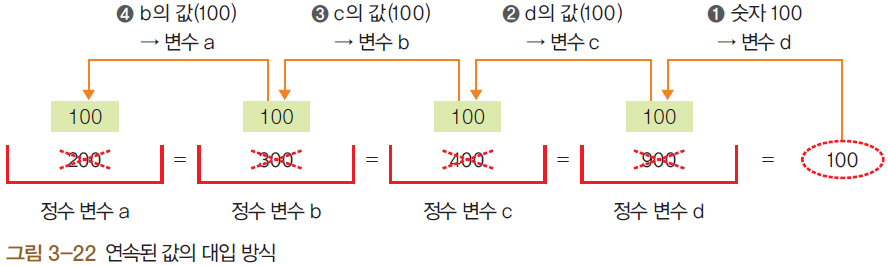 ❹ b의 값(100) ❸ c의 값(100) ❷ d의 값(100) ❶ 숫자 100
→ 변수 a → 변수 b → 변수 c → 변수 d
100 100 100 100
200 = 300 = 400 = 900 = 100
정수 변수 a 정수 변수 b 정수 변수 c 정수 변수 d
그림 3-22 연속된 값의 대입 방식